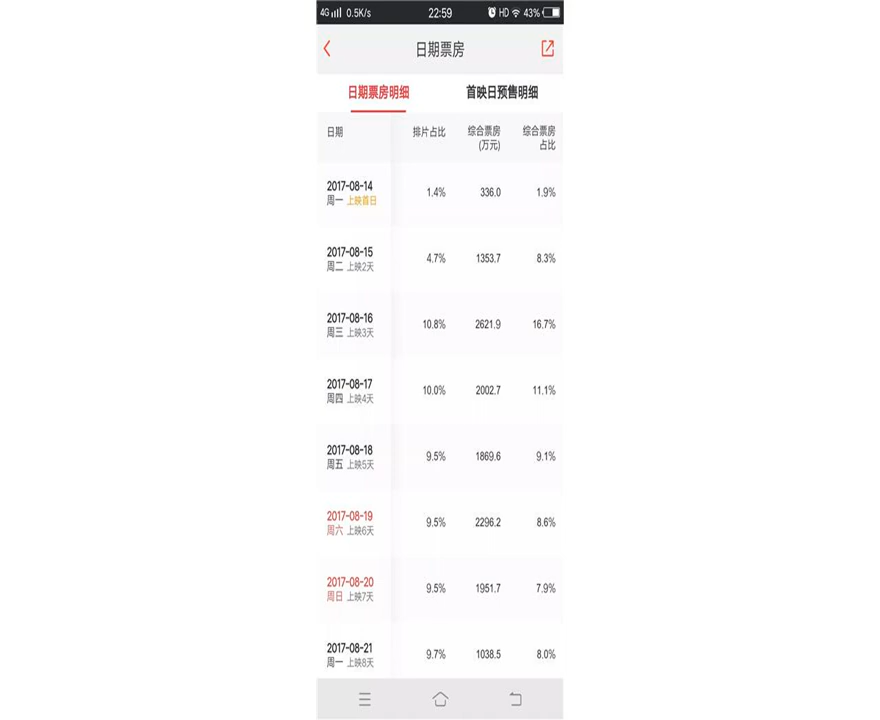 4G 0.5K/s 22:59 HD 43%
日期票房
日期票房明细 首映日预售明细
日期 排片占比 综合票房 综合票房
(万元) 占比
2017-08-14
周一 上映首日 1.4% 336.0 1.9%
2017-08-15
周二 上映2天 4.7% 1353.7 8.3%
2017-08-16
周三 上映3天 10.8% 2621.9 16.7%
2017-08-17
周四 上映4天 10.0% 2002.7 11.1%
2017-08-18
周五 上映5天 9.5% 1869.6 9.1%
2017-08-19
周六 上映6天 9.5% 2296.2 8.6%
2017-08-20
周日 上映7天 9.5% 1951.7 7.9%
2017-08-21
周一 上映8天 9.7% 1038.5 8.0%